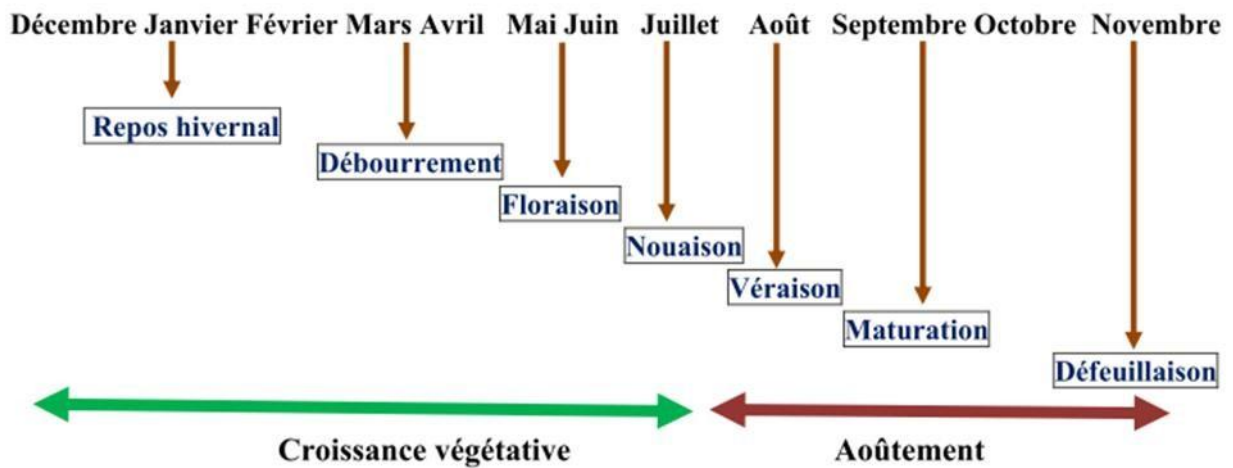 Décembre Janvier Février Mars Avril Mai Juin Juillet Août Septembre Octobre Novembre
Repos hivernal
Débourrement
Floraison
Nouaison
Véraison
Maturation
Défeuillaison
Croissance végétative
Aoûtement